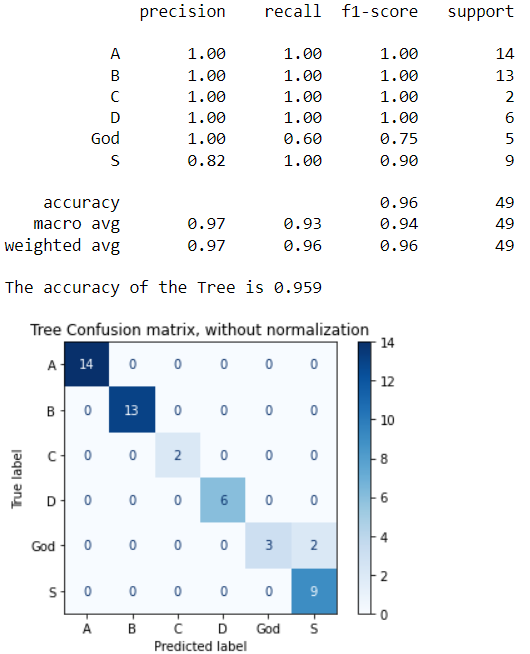 precision recall f1-score support
A 1.00 1.00 1.00 14
B 1.00 1.00 1.00 13
C 1.00 1.00 1.00 2
D 1.00 1.00 1.00 6
God 1.00 0.60 0.75 5
S 0.82 1.00 0.90 9
accuracy 0.96 49
macro avg 0.97 0.93 0.94 49
weighted avg 0.97 0.96 0.96 49
The accuracy of the Tree is 0.959
Tree Confusion matrix, without normalization
True label
A 14 0 0 0 0 0
B 0 13 0 0 0 0
C 0 0 2 0 0 0
D 0 0 0 6 0 0
God 0 0 0 0 3 2
S 0 0 0 0 0 9
A B C D God S
Predicted label
14
12
10
8
6
4
2
0